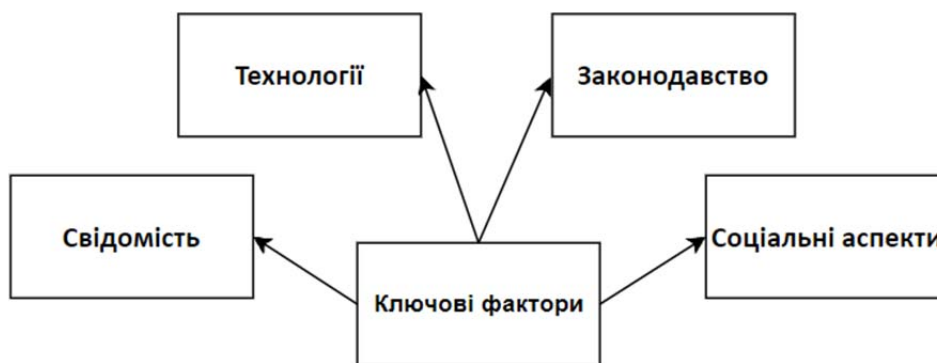 Технології
Законодавство
Свідомість
Соціальні аспекти
Ключові фактори